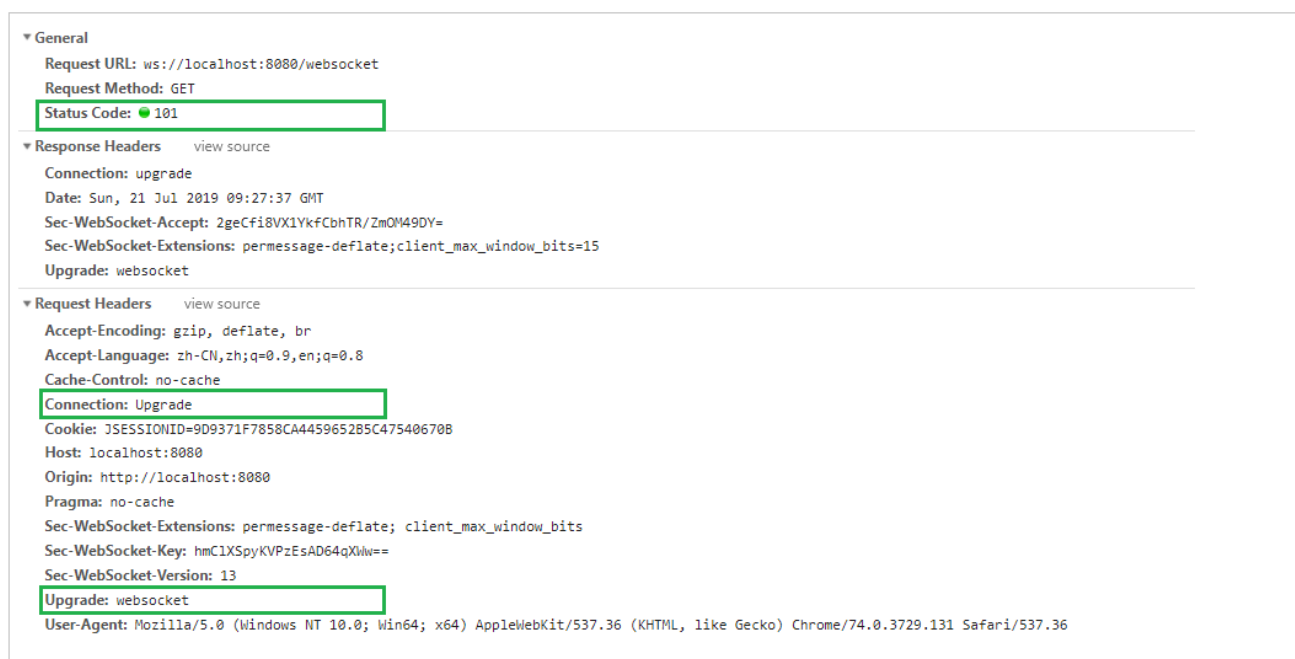 General
Request URL: ws://localhost:8080/websocket
Request Method: GET
Status Code: 101
Response Headers view source
Connection: upgrade
Date: Sun, 21 Jul 2019 09:27:37 GMT
Sec-WebSocket-Accept: 2geCfi8VX1YkfCbhTR/ZmOM49DY=
Sec-WebSocket-Extensions: permessage-deflate;client_max_window_bits=15
Upgrade: websocket
Request Headers view source
Accept-Encoding: gzip, deflate, br
Accept-Language: zh-CN,zh;q=0.9,en;q=0.8
Cache-Control: no-cache
Connection: Upgrade
Cookie: JSESSIONID=9D9371F7858CA4459652B5C47540670B
Host: localhost:8080
Origin: http://localhost:8080
Pragma: no-cache
Sec-WebSocket-Extensions: permessage-deflate; client_max_window_bits
Sec-WebSocket-Key: hmClXSpyKVPzEsAD64qXWw==
Sec-WebSocket-Version: 13
Upgrade: websocket
User-Agent: Mozilla/5.0 (Windows NT 10.0; Win64; x64) AppleWebKit/537.36 (KHTML, like Gecko) Chrome/74.0.3729.131 Safari/537.36